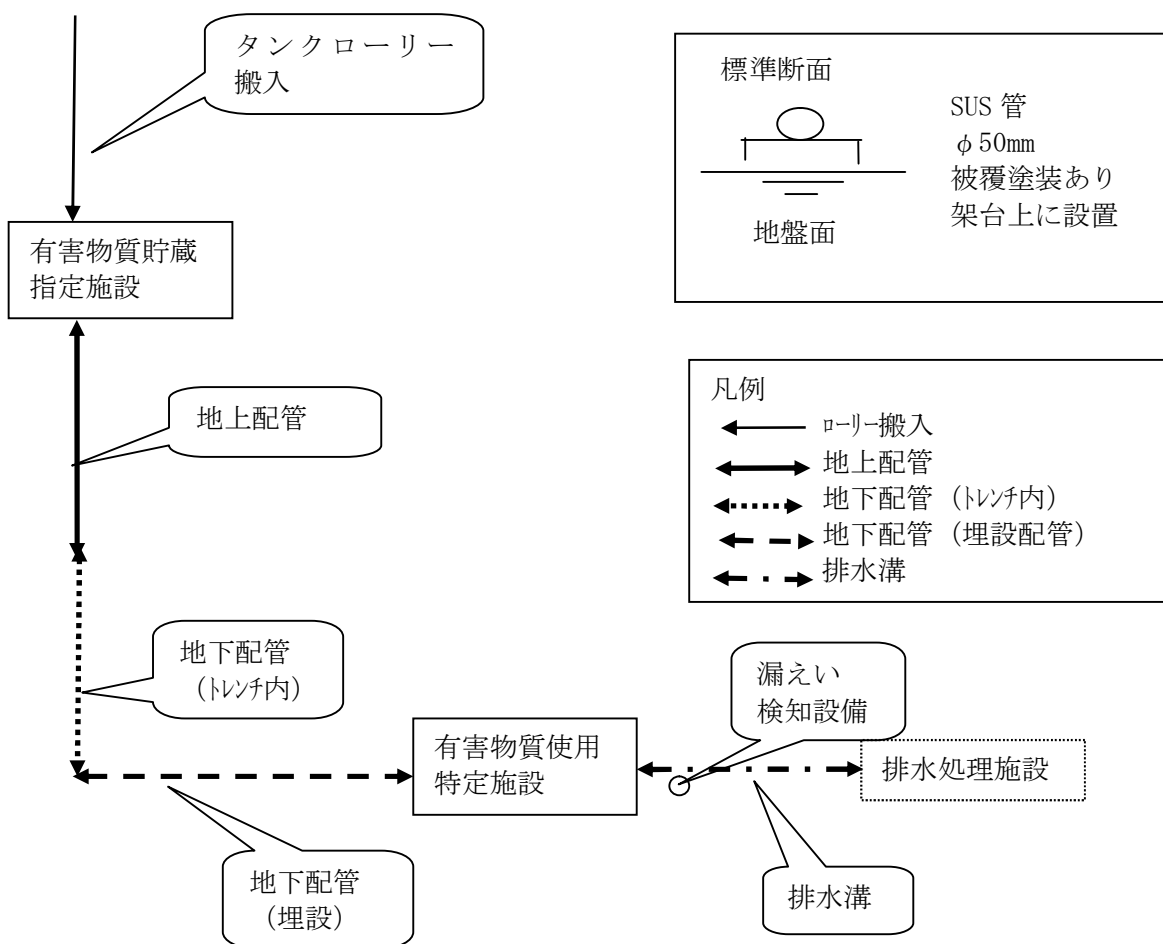 タンクローリー
搬入
標準断面
SUS 管
φ50mm
被覆塗装あり
架台上に設置
地盤面
有害物質貯蔵
指定施設
地上配管
凡例
ﾛｰﾘｰ搬入
地上配管
地下配管（ﾄﾚﾝﾁ内）
地下配管（埋設配管）
排水溝
地下配管
（ﾄﾚﾝﾁ内）
漏えい
検知設備
有害物質使用
特定施設
排水処理施設
地下配管
（埋設）
排水溝